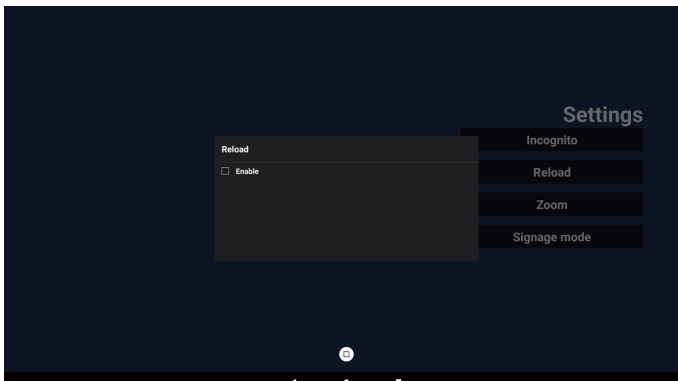 Settings
Incognito
Reload
Reload
Enable
Zoom
Signage mode